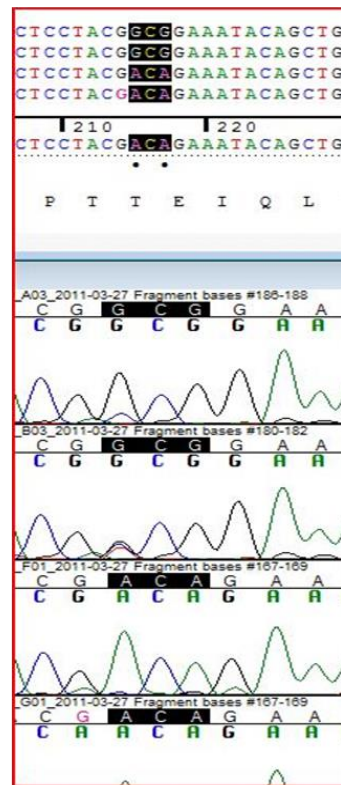 CTCCTACGGCGGAAATACAGCTG
CTCCTACGGCGGAAATACAGCTG
CTCCTACGACAGAAATACAGCTG
CTCCTACGACAGAAATACAGCTG
210 220
CTCCTACGACAGAAATACAGCTG
P T T E I Q L
_A03_2011-03-27 Fragment bases #186-188
C G G C G G A A
C G G C G G A A
_B03_2011-03-27 Fragment bases #180-182
C G G C G G A A
C G G C G G A A
_F01_2011-03-27 Fragment bases #167-169
C G A C A G A A
C G A C A G A A
_G01_2011-03-27 Fragment bases #167-169
C G A C A G A A
C A A C A G A A